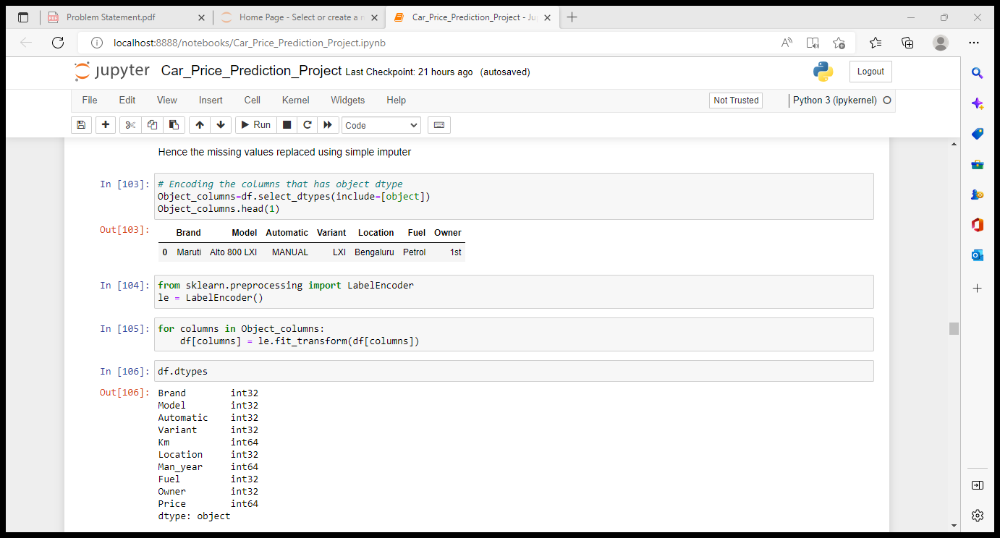 Problem Statement.pdf
Home Page - Select or create a n
Car_Price_Prediction_Project - Ju
localhost:8888/notebooks/Car_Price_Prediction_Project.ipynb
jupyter Car_Price_Prediction_Project Last Checkpoint: 21 hours ago (autosaved)
Logout
File Edit View Insert Cell Kernel Widgets Help
Not Trusted
Python 3 (ipykernel)
Run
Code
Hence the missing values replaced using simple imputer
In [103]: # Encoding the columns that has object dtype
Object_columns=df.select_dtypes(include=[object])
Object_columns.head(1)
Out[103]:
Brand Model Automatic Variant Location Fuel Owner
0 Maruti Alto 800 LXI MANUAL LXI Bengaluru Petrol 1st
In [104]: from sklearn.preprocessing import LabelEncoder
le = LabelEncoder()
In [105]: for columns in Object_columns:
df[columns] = le.fit_transform(df[columns])
In [106]: df.dtypes
Out[106]: Brand int32
Model int32
Automatic int32
Variant int32
Km int64
Location int32
Man_year int64
Fuel int32
Owner int32
Price int64
dtype: object